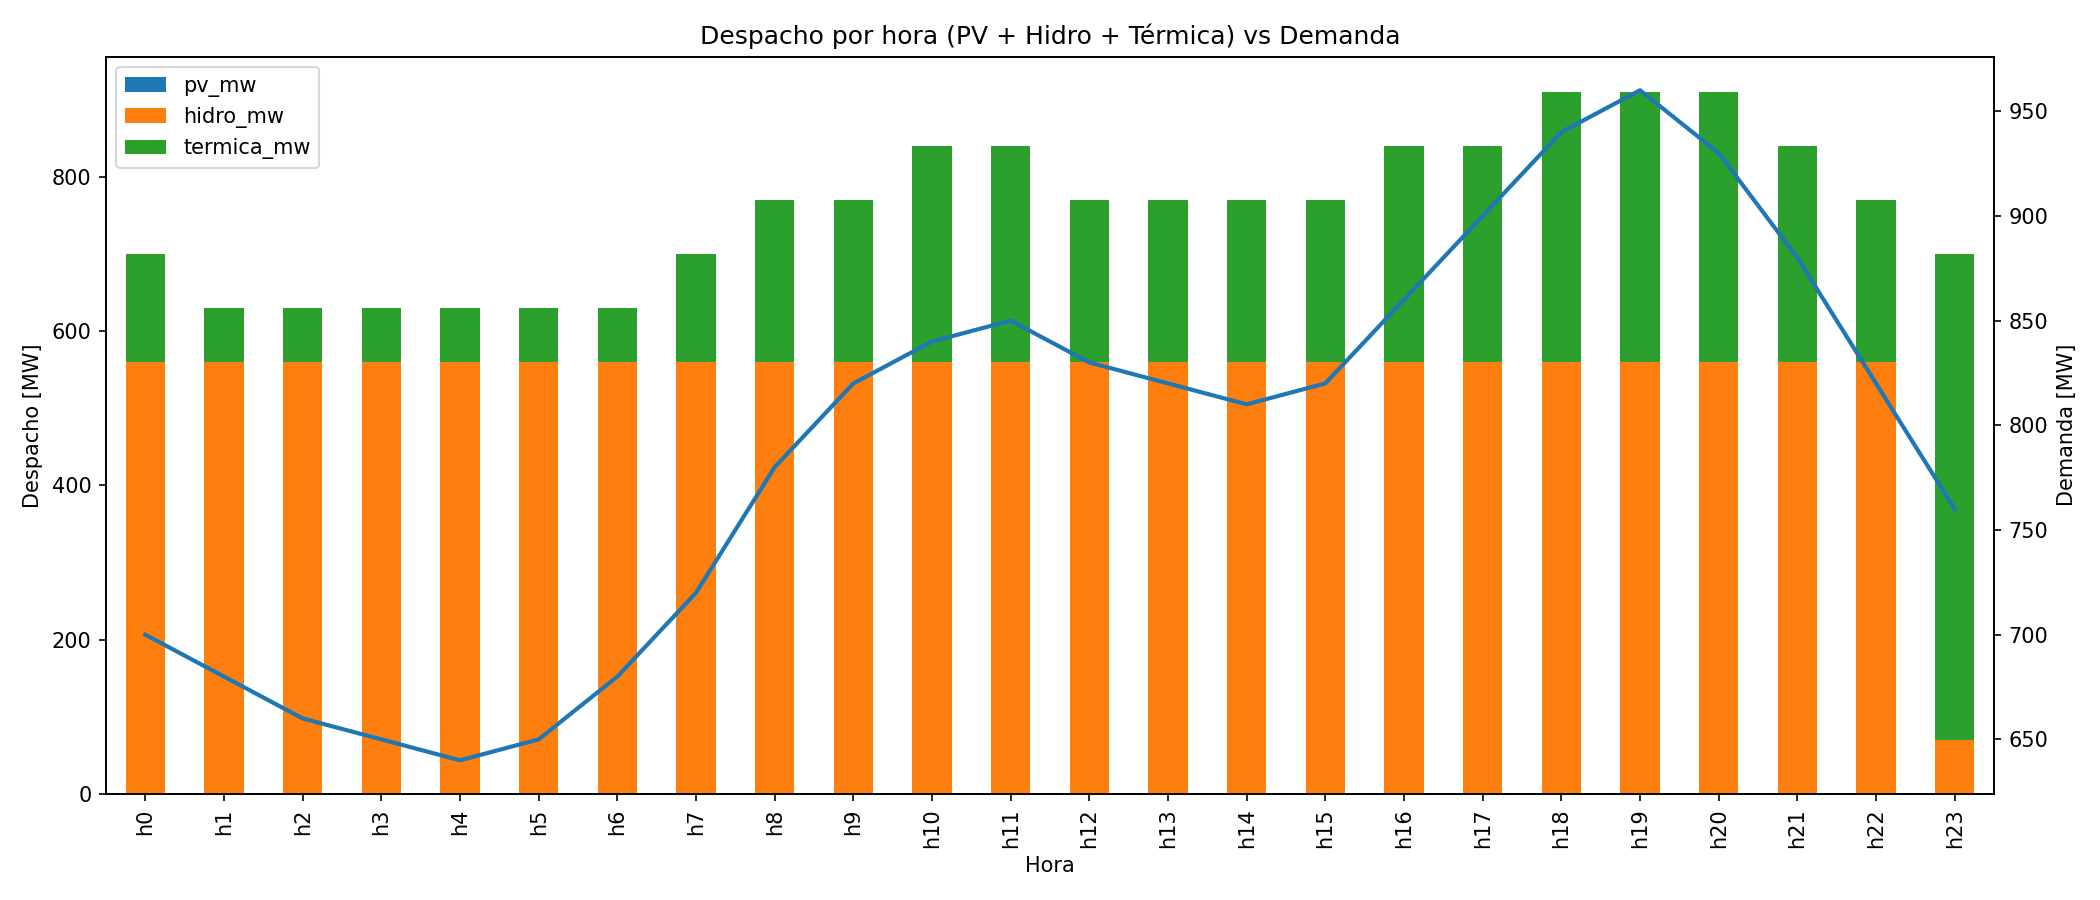 Despacho por hora (PV + Hidro + Térmica) vs Demanda
pv_mw
hidro_mw
termica_mw
Despacho [MW]
800
600
400
200
0
950
900
850
800
750
700
650
Demanda [MW]
h0
h1
h2
h3
h4
h5
h6
h7
h8
h9
h10
h11
h12
h13
h14
h15
h16
h17
h18
h19
h20
h21
h22
h23
Hora